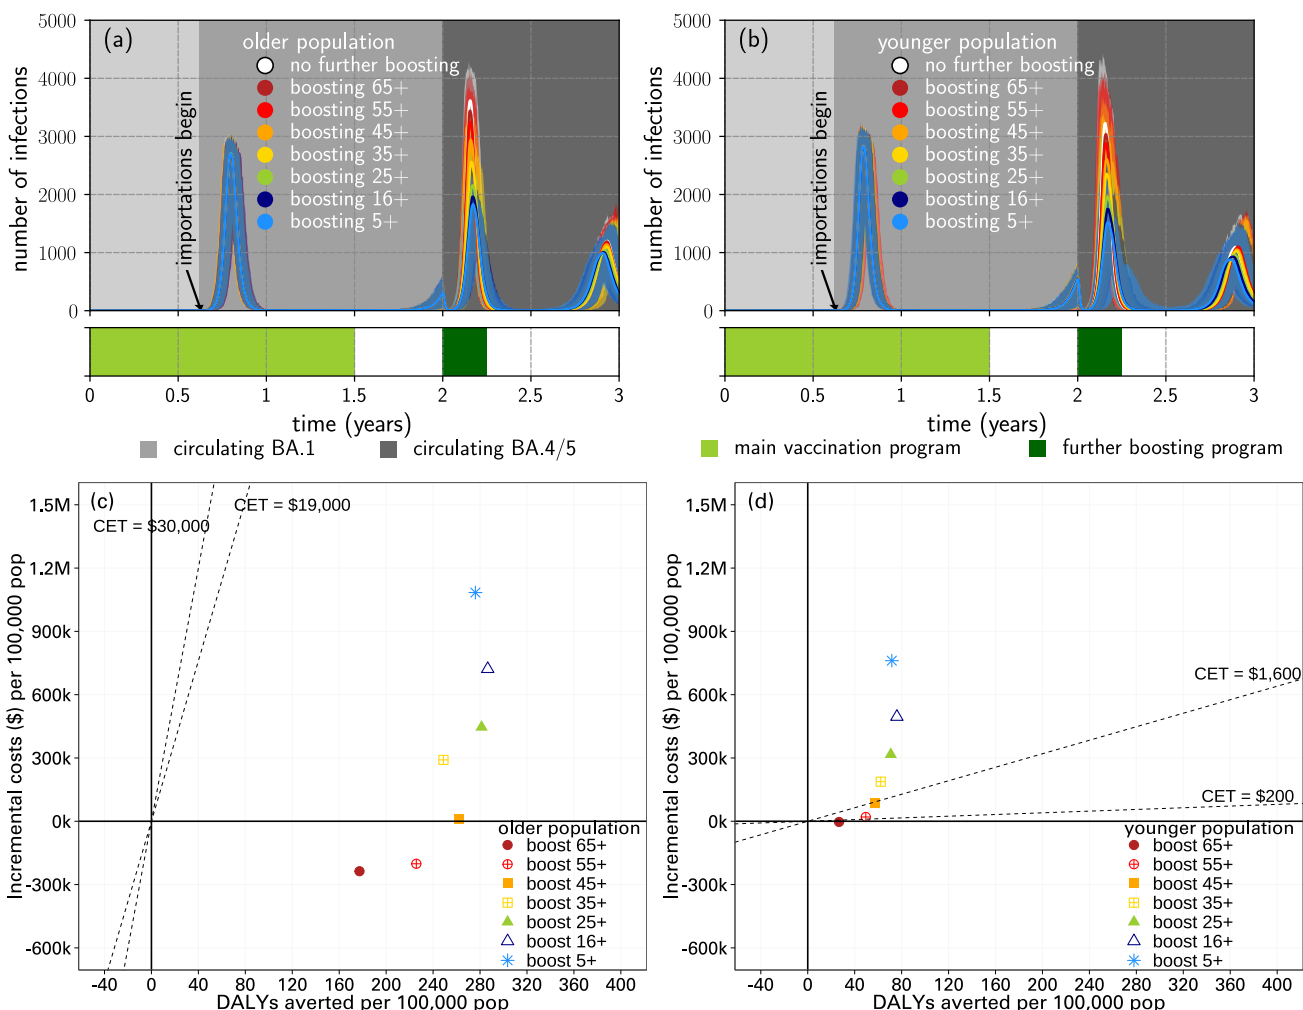 5000
4000
3000
2000
1000
0
number of infections
(a)
older population
no further boosting
boosting 65+
boosting 55+
boosting 45+
boosting 35+
boosting 25+
boosting 16+
boosting 5+
importations begin
0 0.5 1 1.5 2 2.5 3
time (years)
5000
4000
3000
2000
1000
0
number of infections
(b)
younger population
no further boosting
boosting 65+
boosting 55+
boosting 45+
boosting 35+
boosting 25+
boosting 16+
boosting 5+
importations begin
0 0.5 1 1.5 2 2.5 3
time (years)
circulating BA.1 circulating BA.4/5 main vaccination program further boosting program
(c)
CET = $30,000
CET = $19,000
1.5M
1.2M
900k
600k
300k
0k
-300k
-600k
Incremental costs ($) per 100,000 pop
older population
boost 65+
boost 55+
boost 45+
boost 35+
boost 25+
boost 16+
boost 5+
-40 0 40 80 120 160 200 240 280 320 360 400
DALYs averted per 100,000 pop
(d)
CET = $1,600
CET = $200
1.5M
1.2M
900k
600k
300k
0k
-300k
-600k
Incremental costs ($) per 100,000 pop
younger population
boost 65+
boost 55+
boost 45+
boost 35+
boost 25+
boost 16+
boost 5+
-40 0 40 80 120 160 200 240 280 320 360 400
DALYs averted per 100,000 pop